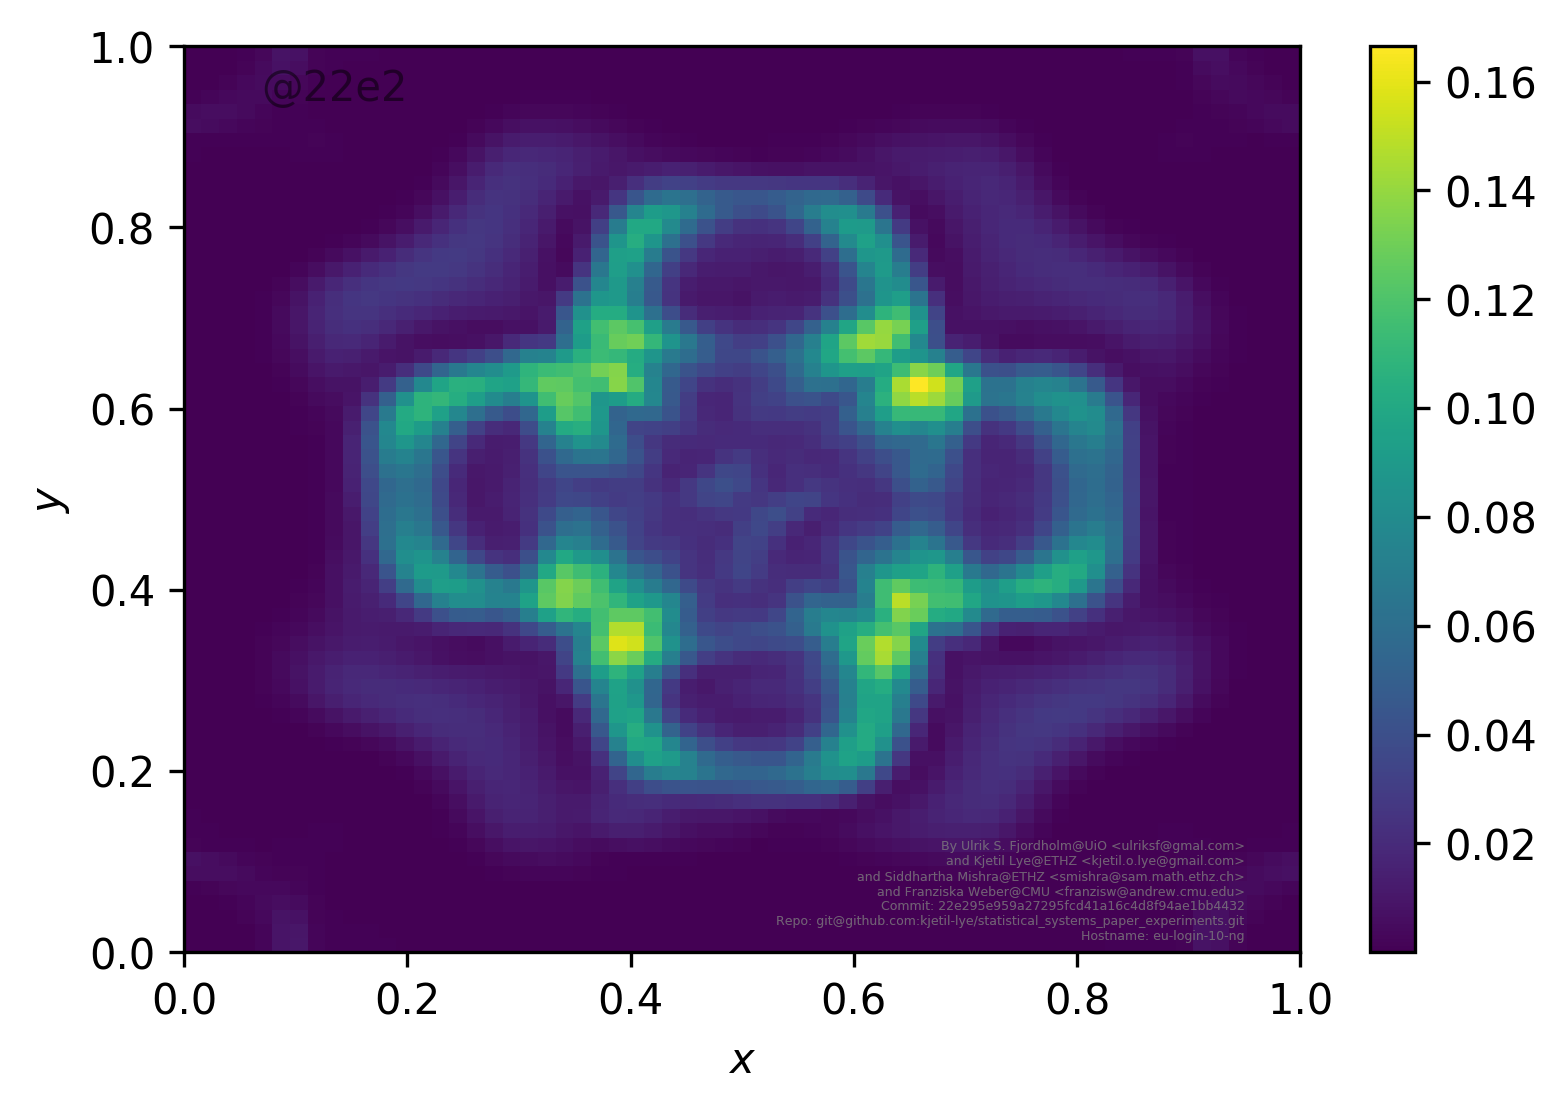 @22e2
1.0
0.8
0.6
0.4
0.2
0.0
y
0.0 0.2 0.4 0.6 0.8 1.0
x
0.16
0.14
0.12
0.10
0.08
0.06
0.04
0.02
By Ulrik S. Fjordholm@UiO <ulriksf@gmal.com>
and Kjetil Lye@ETHZ <kjetil.o.lye@gmail.com>
and Siddhartha Mishra@ETHZ <smishra@sam.math.ethz.ch>
and Franziska Weber@CMU <franzisw@andrew.cmu.edu>
Commit: 22e295e959a27295fcd41a16c4d8f94ae1bb4432
Repo: git@github.com:kjetil-lye/statistical_systems_paper_experiments.git
Hostname: eu-login-10-ng